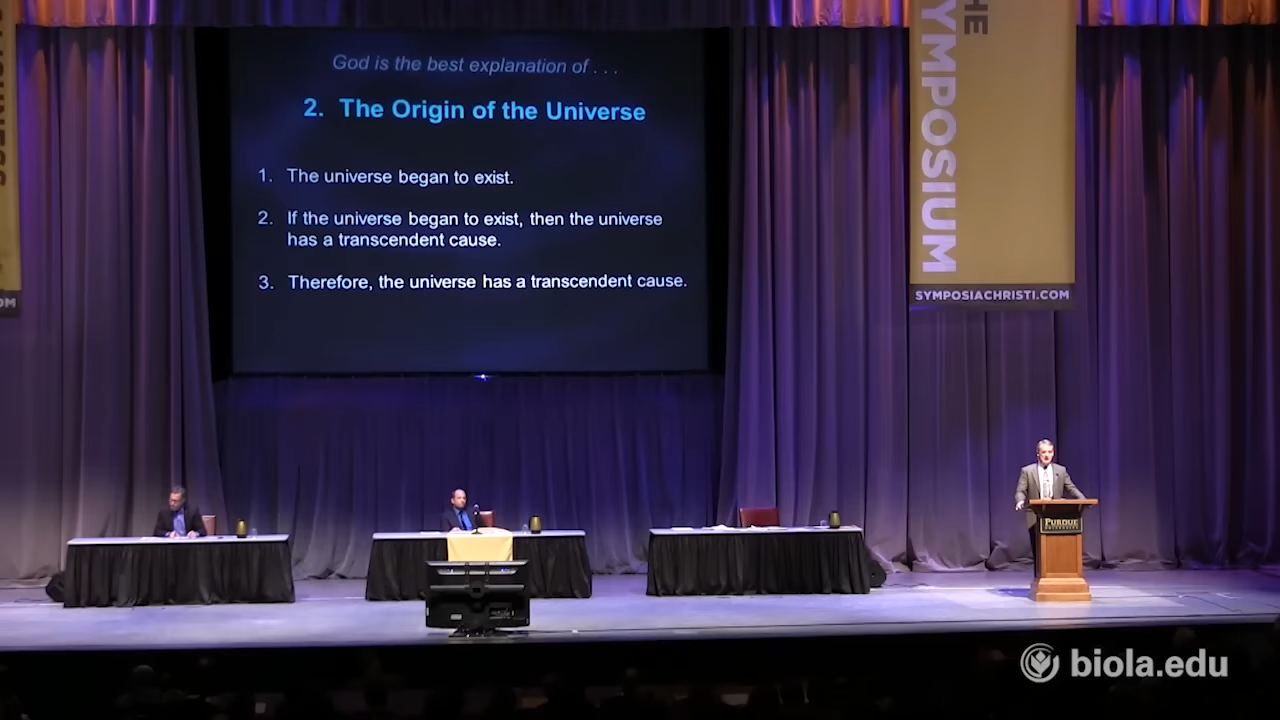 God is the best explanation of . . .
2. The Origin of the Universe
1. The universe began to exist.
2. If the universe began to exist, then the universe
has a transcendent cause.
3. Therefore, the universe has a transcendent cause.
THE
SYMPOSIUM
SYMPOSIACHRISTI.COM
OM
PURDUE
UNIVERSITY
biola.edu